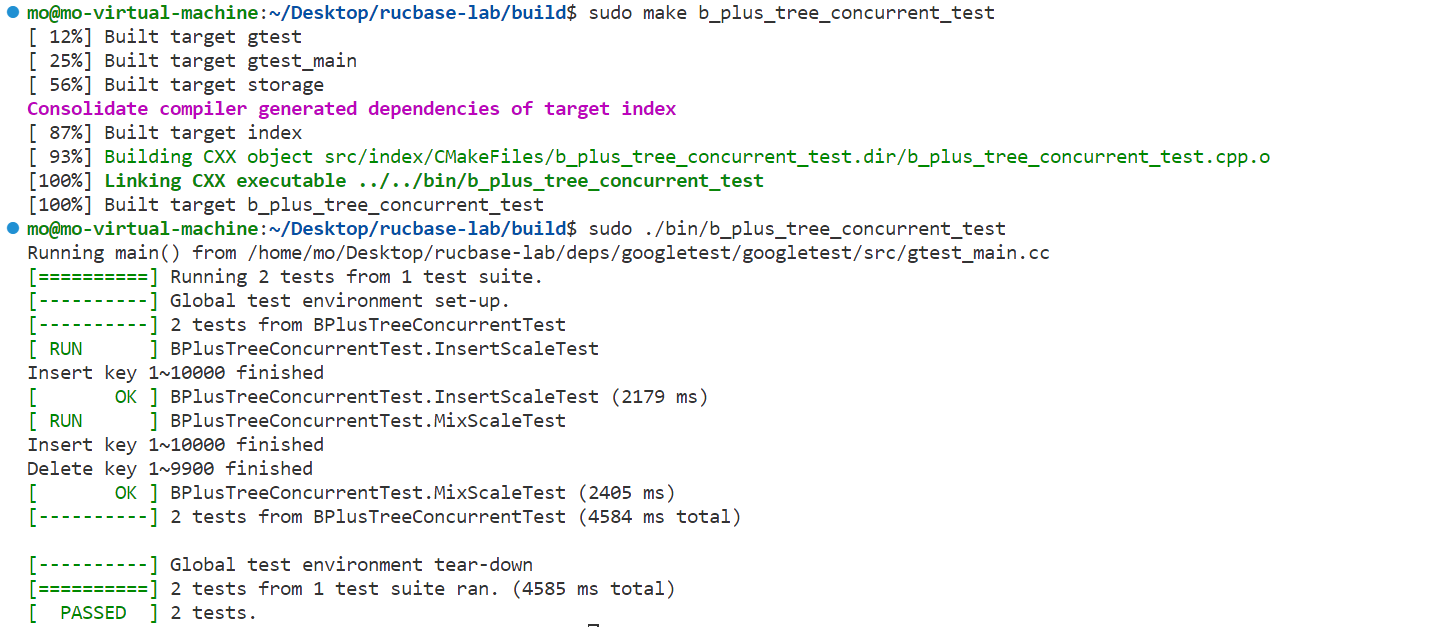 mo@mo-virtual-machine:~/Desktop/rucbase-lab/build$ sudo make b_plus_tree_concurrent_test
[ 12%] Built target gtest
[ 25%] Built target gtest_main
[ 56%] Built target storage
Consolidate compiler generated dependencies of target index
[ 87%] Built target index
[ 93%] Building CXX object src/index/CMakeFiles/b_plus_tree_concurrent_test.dir/b_plus_tree_concurrent_test.cpp.o
[100%] Linking CXX executable ../../bin/b_plus_tree_concurrent_test
[100%] Built target b_plus_tree_concurrent_test
mo@mo-virtual-machine:~/Desktop/rucbase-lab/build$ sudo ./bin/b_plus_tree_concurrent_test
Running main() from /home/mo/Desktop/rucbase-lab/deps/googletest/googletest/src/gtest_main.cc
[==========] Running 2 tests from 1 test suite.
[----------] Global test environment set-up.
[----------] 2 tests from BPlusTreeConcurrentTest
[ RUN      ] BPlusTreeConcurrentTest.InsertScaleTest
Insert key 1~10000 finished
[       OK ] BPlusTreeConcurrentTest.InsertScaleTest (2179 ms)
[ RUN      ] BPlusTreeConcurrentTest.MixScaleTest
Insert key 1~10000 finished
Delete key 1~9900 finished
[       OK ] BPlusTreeConcurrentTest.MixScaleTest (2405 ms)
[----------] 2 tests from BPlusTreeConcurrentTest (4584 ms total)
[----------] Global test environment tear-down
[==========] 2 tests from 1 test suite ran. (4585 ms total)
[  PASSED  ] 2 tests.